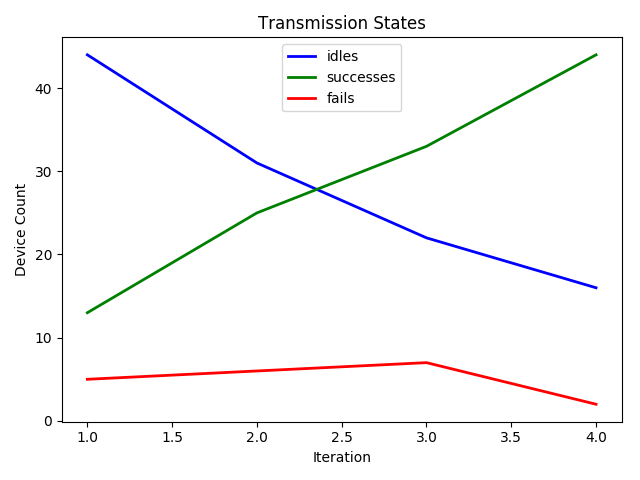 Transmission States
idles
successes
fails
Device Count
40
30
20
10
0
1.0 1.5 2.0 2.5 3.0 3.5 4.0
Iteration